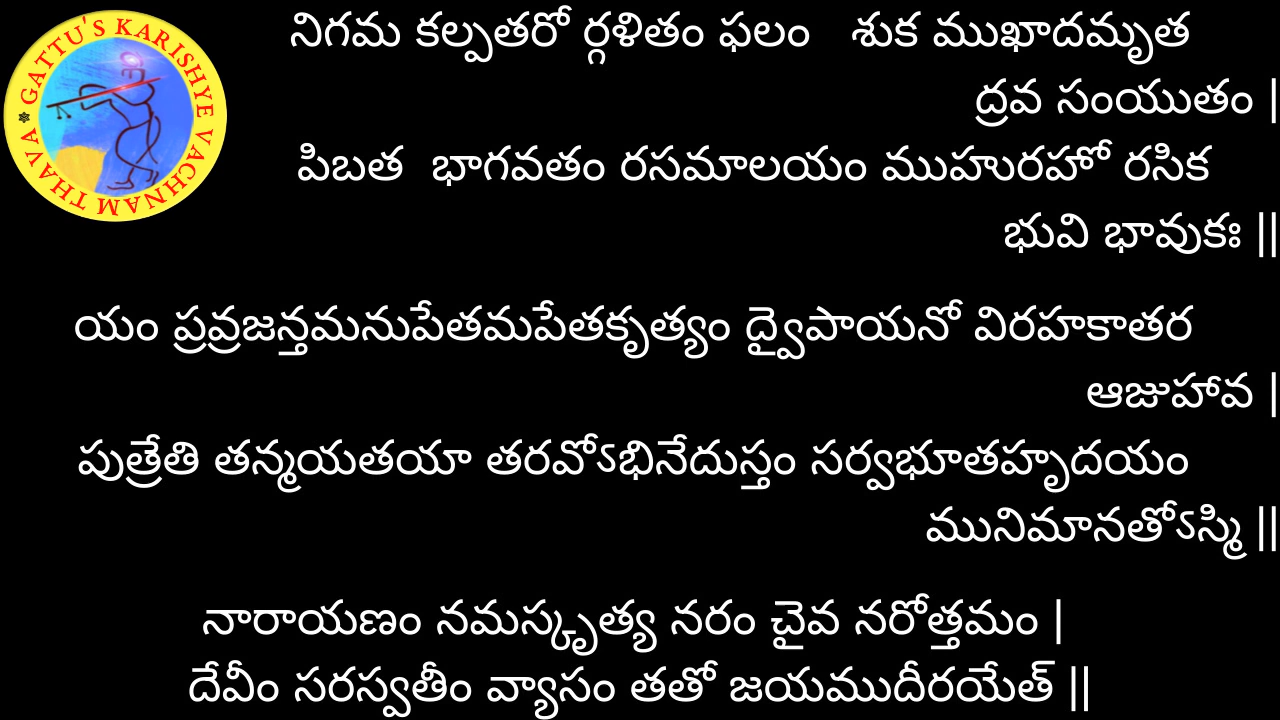 GATTU'S KARISHYE VACHNAM THAVA
నిగమ కల్పతరో ర్గళితం ఫలం శుక ముఖాదమృత
ద్రవ సంయుతం |
పిబత భాగవతం రసమాలయం ముహురహో రసిక
భువి భావుకః ||
యం ప్రవ్రజన్తమనుపేతమపేతకృత్యం ద్వైపాయనో విరహకాతర
ఆజుహావ |
పుత్రేతి తన్మయతయా తరవోఽభినేదుస్తం సర్వభూతహృదయం
మునిమానతోఽస్మి ||
నారాయణం నమస్కృత్య నరం చైవ నరోత్తమం |
దేవీం సరస్వతీం వ్యాసం తతో జయముదీరయేత్ ||